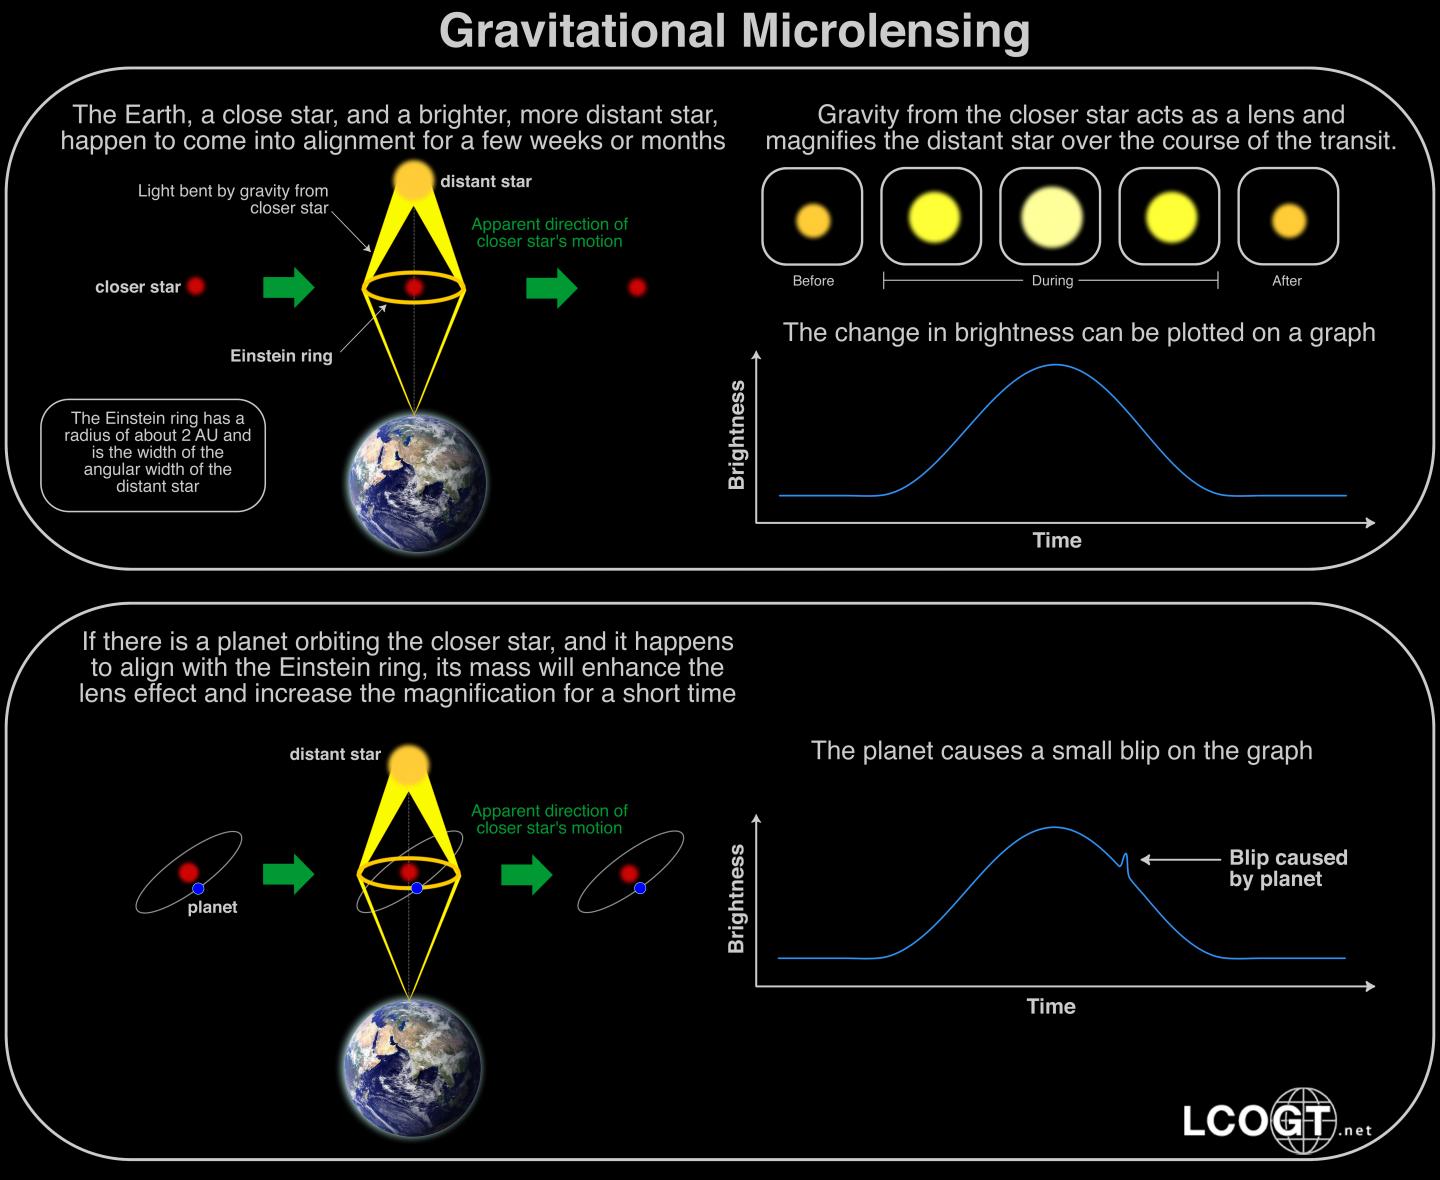 Gravitational Microlensing
The Earth, a close star, and a brighter, more distant star,
happen to come into alignment for a few weeks or months
distant star
Light bent by gravity from
closer star
Apparent direction of
closer star's motion
closer star
Einstein ring
The Einstein ring has a
radius of about 2 AU and
is the width of the
angular width of the
distant star
Gravity from the closer star acts as a lens and
magnifies the distant star over the course of the transit.
Before
During
After
The change in brightness can be plotted on a graph
Brightness
Time
If there is a planet orbiting the closer star, and it happens
to align with the Einstein ring, its mass will enhance the
lens effect and increase the magnification for a short time
distant star
Apparent direction of
closer star's motion
planet
The planet causes a small blip on the graph
Brightness
Blip caused
by planet
Time
LCOGT.net